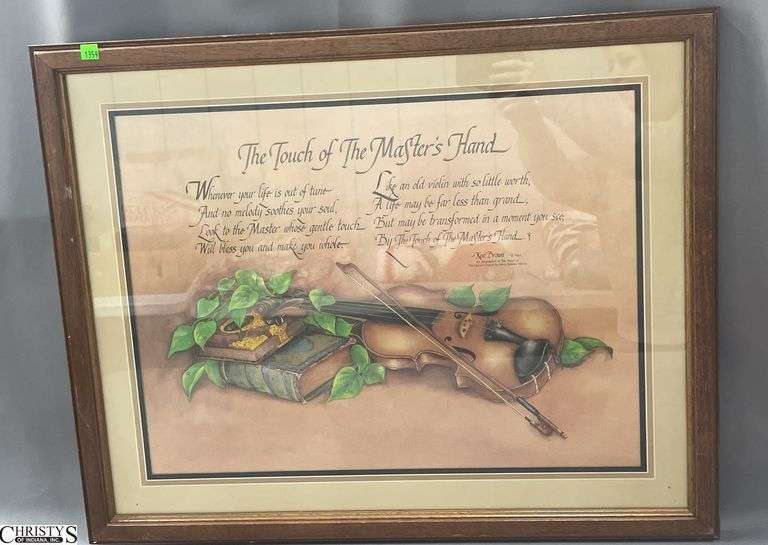 1359
The Touch of The Master's Hand
Whenever your life is out of tune
And no melody soothes your soul,
Look to the Master whose gentle touch
Will bless you and make you whole.
Like an old violin with so little worth,
A life may be far less than grand,
But may be transformed in a moment you see,
By The Touch of The Master's Hand.
CHRISTYS
OF INDIANA, INC.